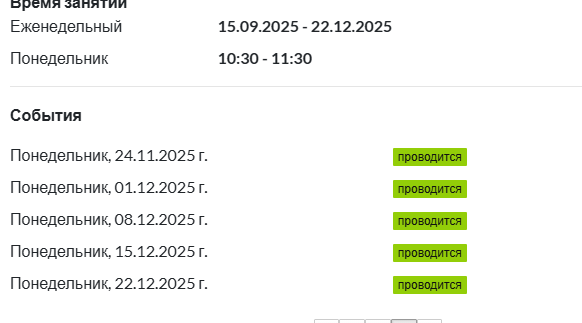 Время занятий
Еженедельный 15.09.2025 - 22.12.2025
Понедельник 10:30 - 11:30
События
Понедельник, 24.11.2025 г. проводится
Понедельник, 01.12.2025 г. проводится
Понедельник, 08.12.2025 г. проводится
Понедельник, 15.12.2025 г. проводится
Понедельник, 22.12.2025 г. проводится